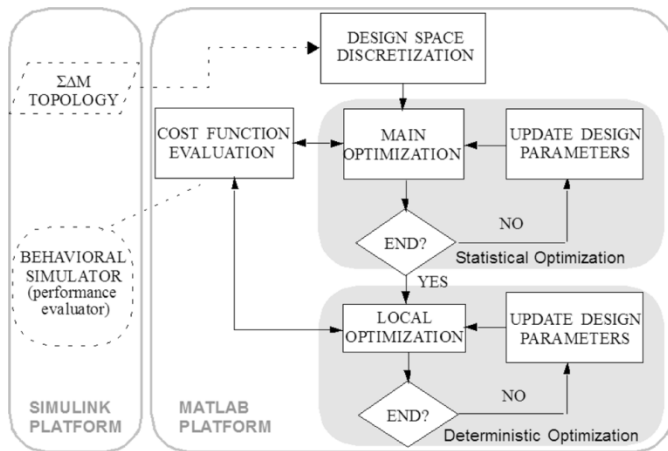 DESIGN SPACE
DISCRETIZATION
ΣΔM
TOPOLOGY
COST FUNCTION
EVALUATION
MAIN
OPTIMIZATION
UPDATE DESIGN
PARAMETERS
END?
NO
Statistical Optimization
YES
BEHAVIORAL
SIMULATOR
(performance
evaluator)
LOCAL
OPTIMIZATION
UPDATE DESIGN
PARAMETERS
END?
NO
Deterministic Optimization
SIMULINK
PLATFORM
MATLAB
PLATFORM